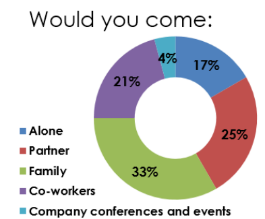 Would you come:
4%
17%
21%
25%
33%
Alone
Partner
Family
Co-workers
Company conferences and events